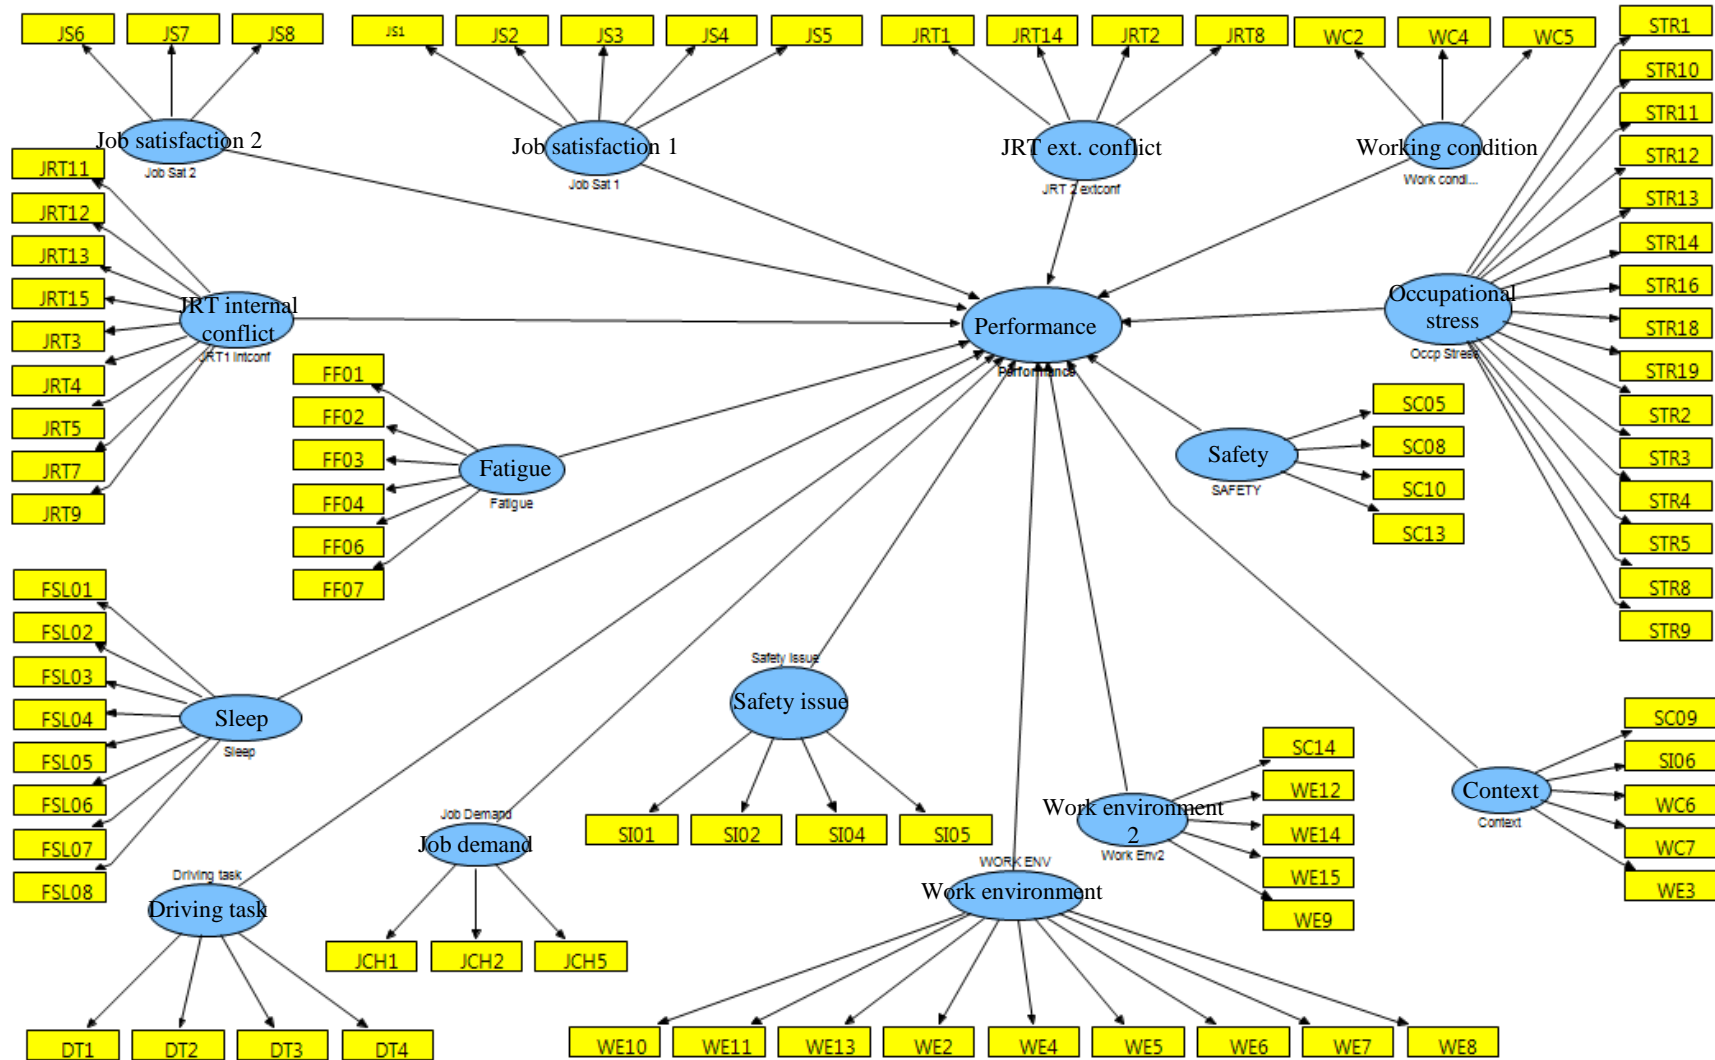 JS6
JS7
JS8
JS1
JS2
JS3
JS4
JS5
JRT1
JRT14
JRT2
JRT8
WC2
WC4
WC5
STR1
STR10
STR11
STR12
STR13
STR14
STR16
STR18
STR19
STR2
STR3
STR4
STR5
STR8
STR9
Job satisfaction 2
Job Sat 2
Job satisfaction 1
Job Sat 1
JRT ext. conflict
JRT 2 extconf
Working condition
Work condi...
JRT11
JRT12
JRT13
JRT15
JRT3
JRT4
JRT5
JRT7
JRT9
JRT internal
conflict
JRT1 intconf
Performance
Performance
Occupational
stress
Occp Stress
FF01
FF02
FF03
FF04
FF06
FF07
Fatigue
Fatigue
Safety
SAFETY
SC05
SC08
SC10
SC13
FSL01
FSL02
FSL03
FSL04
FSL05
FSL06
FSL07
FSL08
Sleep
Sleep
Safety Issue
Safety issue
SI01
SI02
SI04
SI05
SC14
WE12
WE14
WE15
WE9
Work environment
2
Work Env2
SC09
SI06
WC6
WC7
WE3
Context
Context
Job Demand
Job demand
JCH1
JCH2
JCH5
Driving task
Driving task
DT1
DT2
DT3
DT4
WORK ENV
Work environment
WE10
WE11
WE13
WE2
WE4
WE5
WE6
WE7
WE8